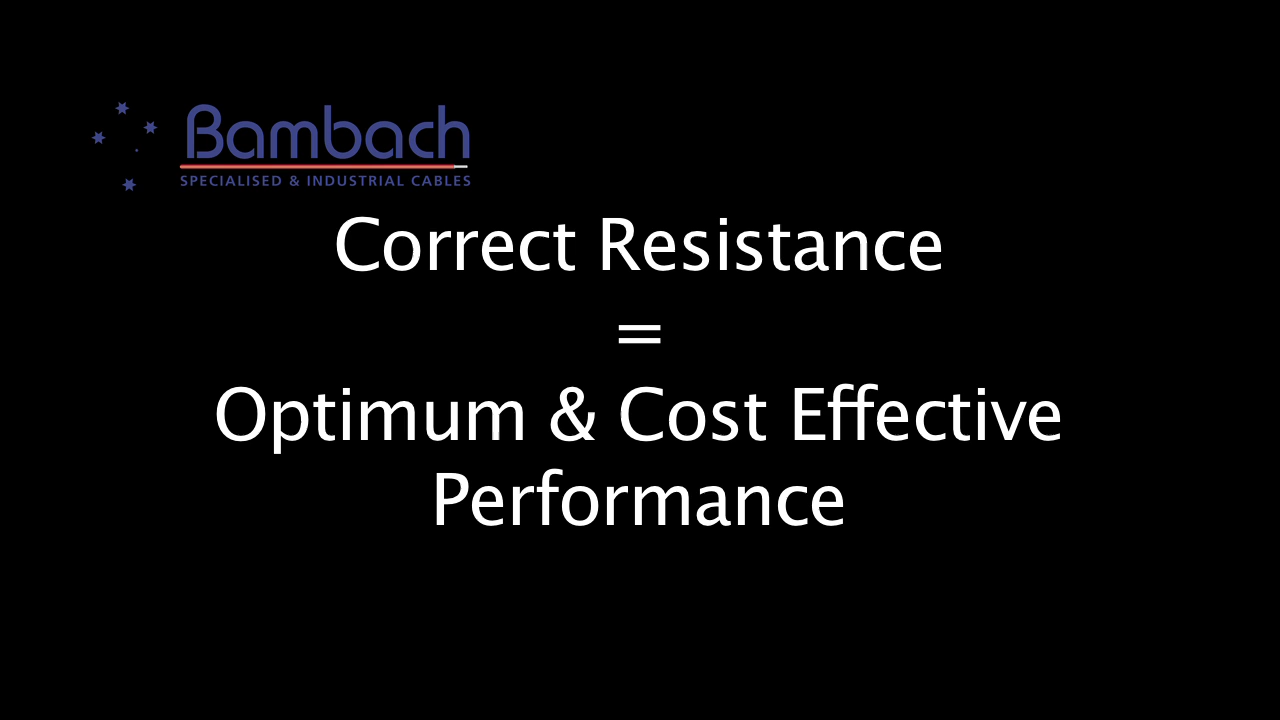 Bambach
SPECIALISED & INDUSTRIAL CABLES
Correct Resistance
=
Optimum & Cost Effective
Performance